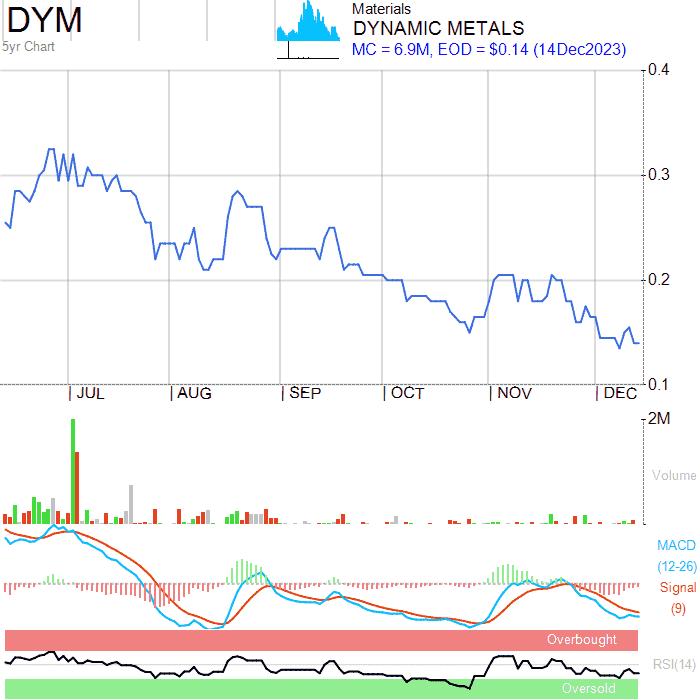 DYM
5yr Chart
Materials
DYNAMIC METALS
MC = 6.9M, EOD = $0.14 (14Dec2023)
0.4
0.3
0.2
0.1
JUL AUG SEP OCT NOV DEC
2M
Volume
MACD
(12-26)
Signal
(9)
Overbought
RSI(14)
Oversold